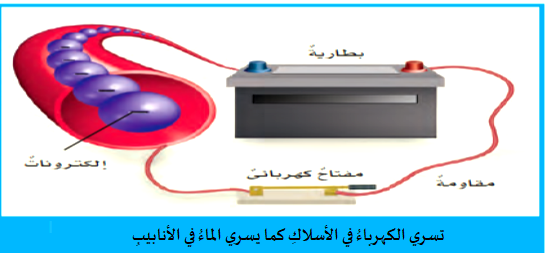 بطاريةٌ
إلكتروناتٌ
مفتاحٌ كهربائيٌ
مقاومةٌ
تسري الكهرباءُ في الأسلاكِ كما يسري الماءُ في الأنابيبِ